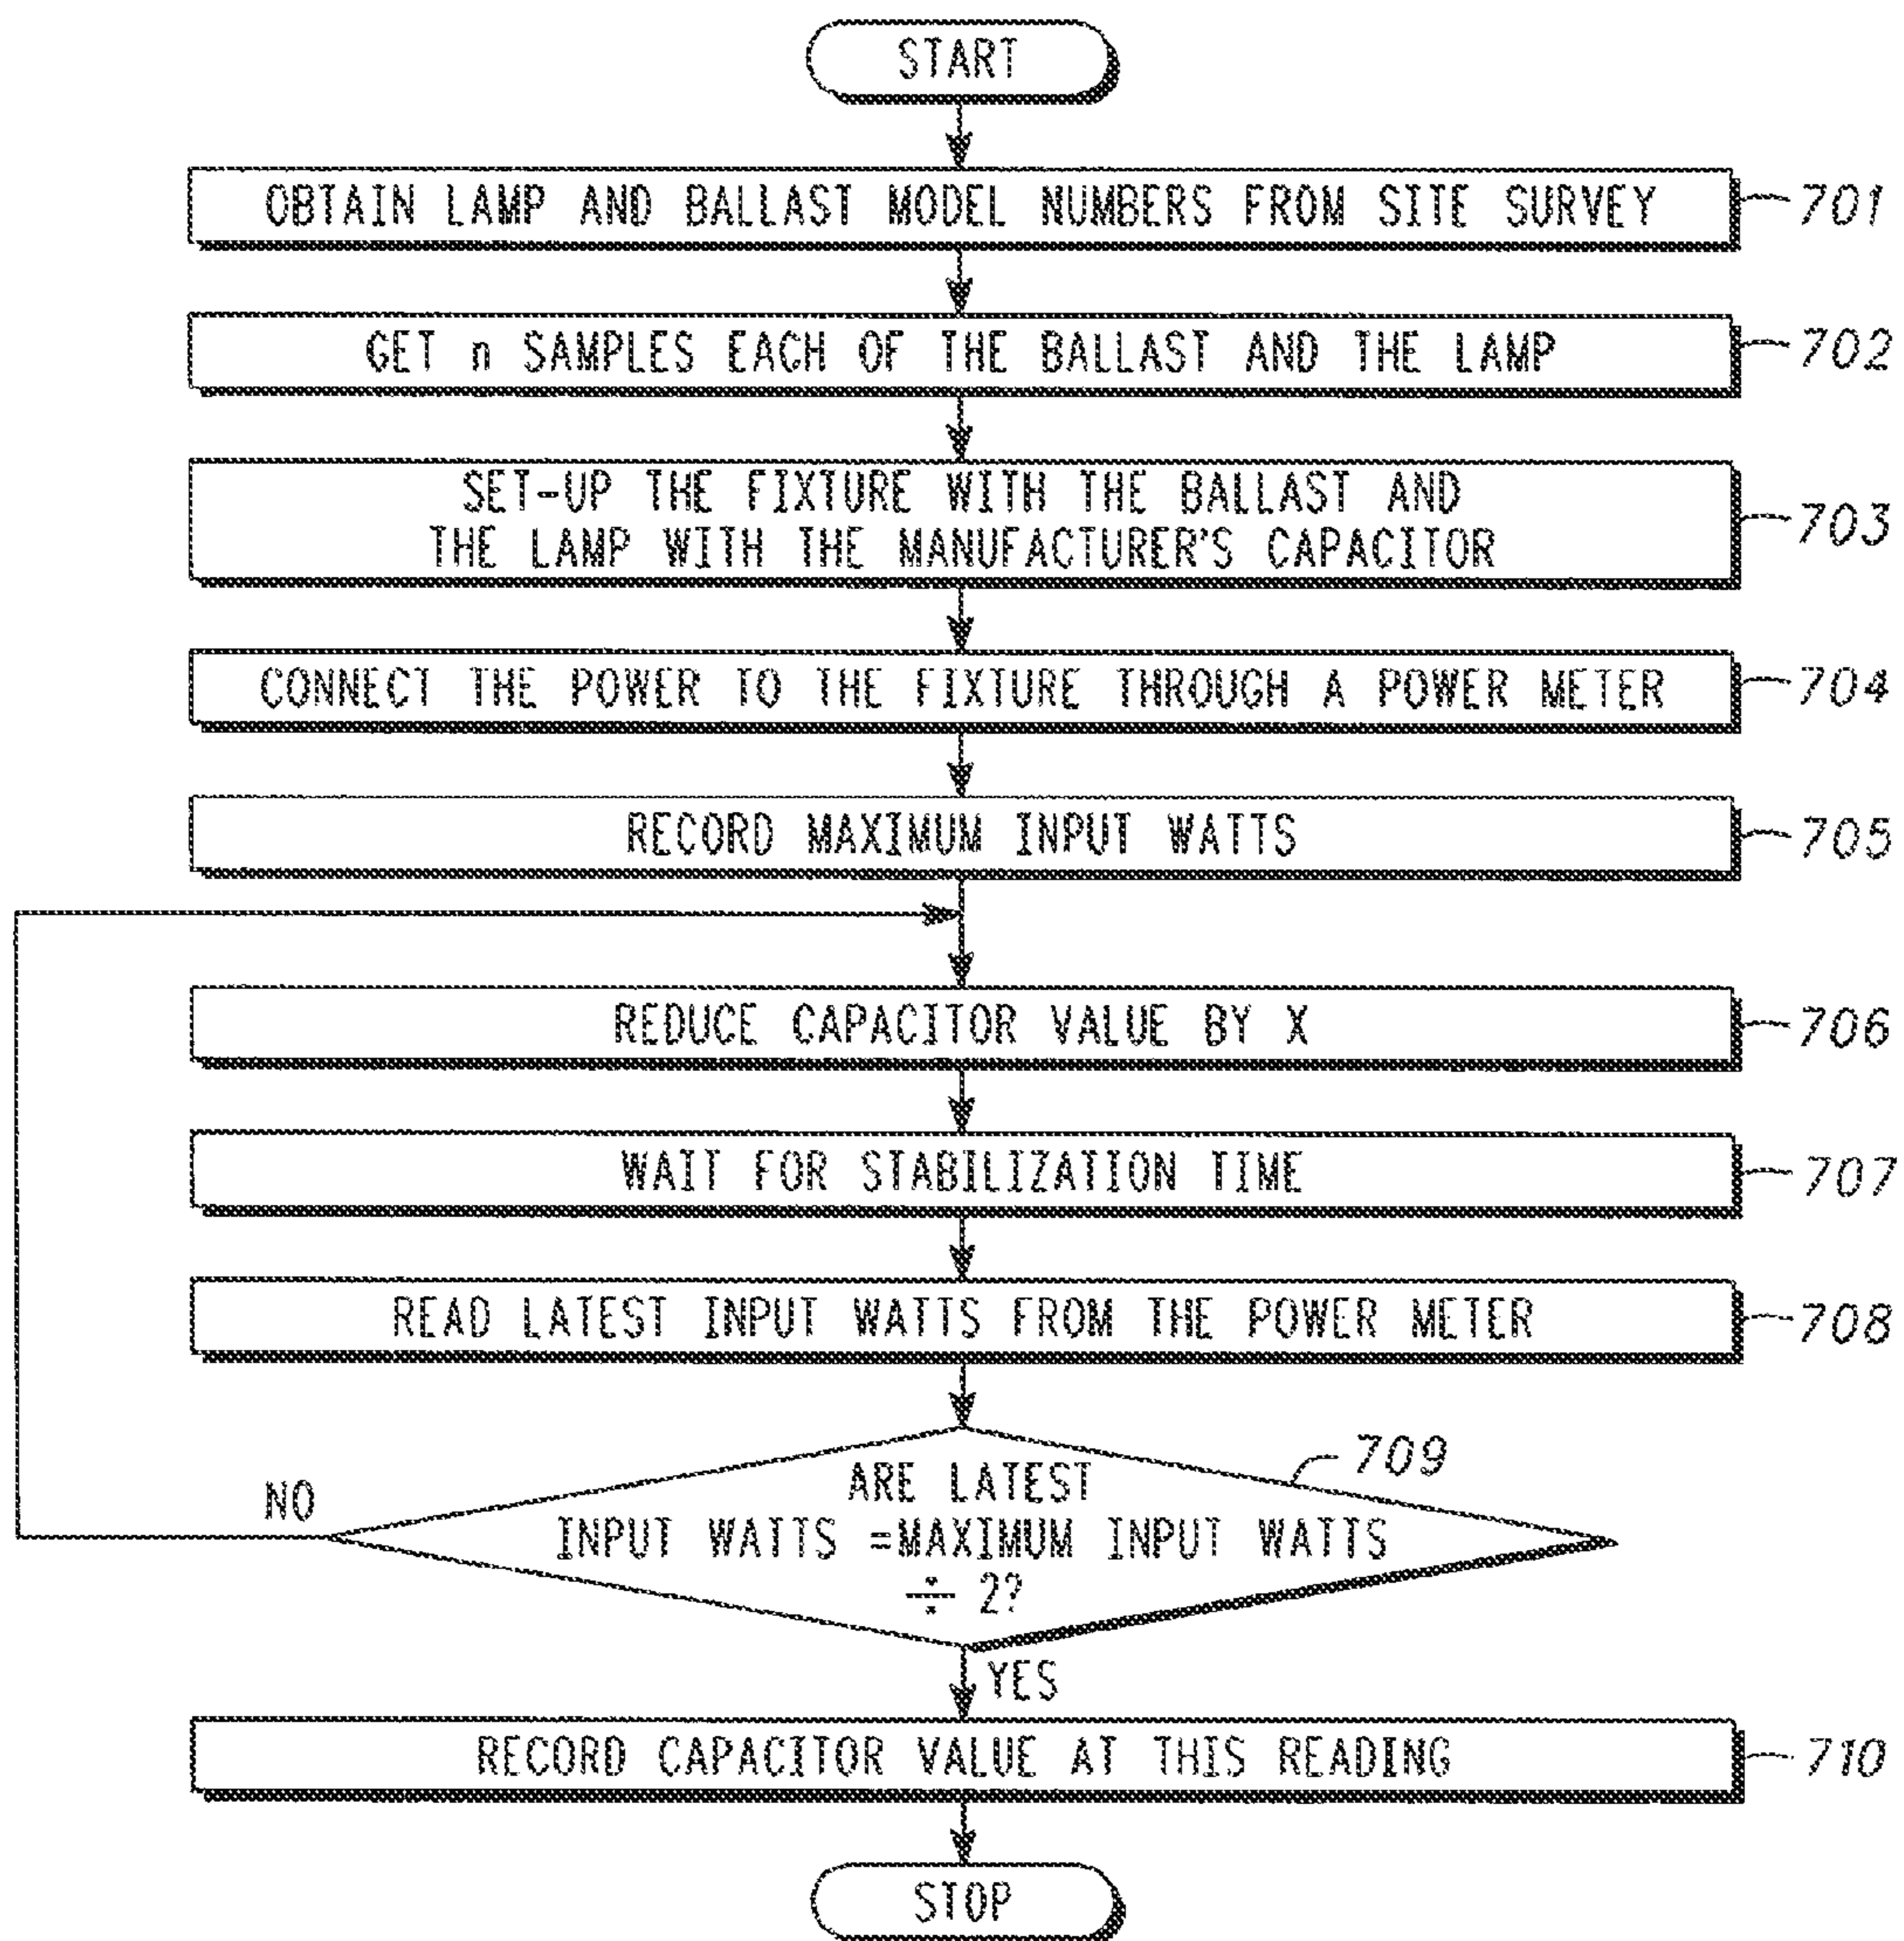 START
OBTAIN LAMP AND BALLAST MODEL NUMBERS FROM SITE SURVEY
701
GET n SAMPLES EACH OF THE BALLAST AND THE LAMP
702
SET-UP THE FIXTURE WITH THE BALLAST AND
THE LAMP WITH THE MANUFACTURER'S CAPACITOR
703
CONNECT THE POWER TO THE FIXTURE THROUGH A POWER METER
704
RECORD MAXIMUM INPUT WATTS
705
REDUCE CAPACITOR VALUE BY X
706
WAIT FOR STABILIZATION TIME
707
READ LATEST INPUT WATTS FROM THE POWER METER
708
709
NO
ARE LATEST
INPUT WATTS =MAXIMUM INPUT WATTS
÷ 2?
YES
RECORD CAPACITOR VALUE AT THIS READING
710
STOP